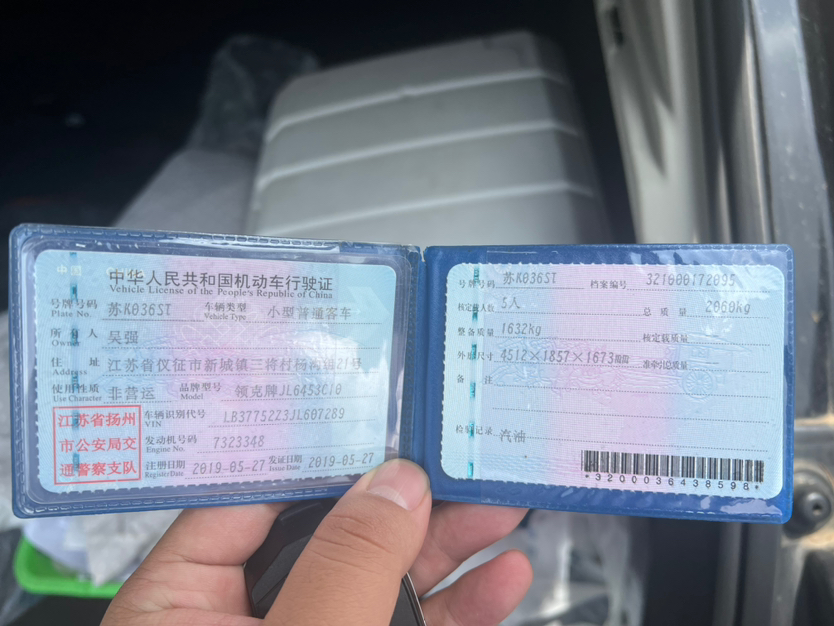 中华人民共和国机动车行驶证
Vehicle License of the People's Republic of China
号牌号码 苏K036S1 车辆类型 小型普通客车
Plate No. Vehicle Type
所有人 吴强
Owner
住址 江苏省仪征市新城镇三将村杨沟组21号
Address
使用性质 非营运 品牌型号 领克牌JL6453C10
Use Character Model
江苏省扬州
市公安局交
通警察支队
车辆识别代号 LB37752Z3JL607289
VIN
发动机号码 7323348
Engine No.
注册日期 2019-05-27 发证日期 2019-05-27
Register Date Issue Date
号牌号码 苏K036S1 档案编号 321000172095
核定载人数 5人 总质量 2060kg
整备质量 1632kg 核定载质量
外廓尺寸 4512×1857×1673mm 准牵引总质量
备注
检验记录 汽油
*3200036438598*